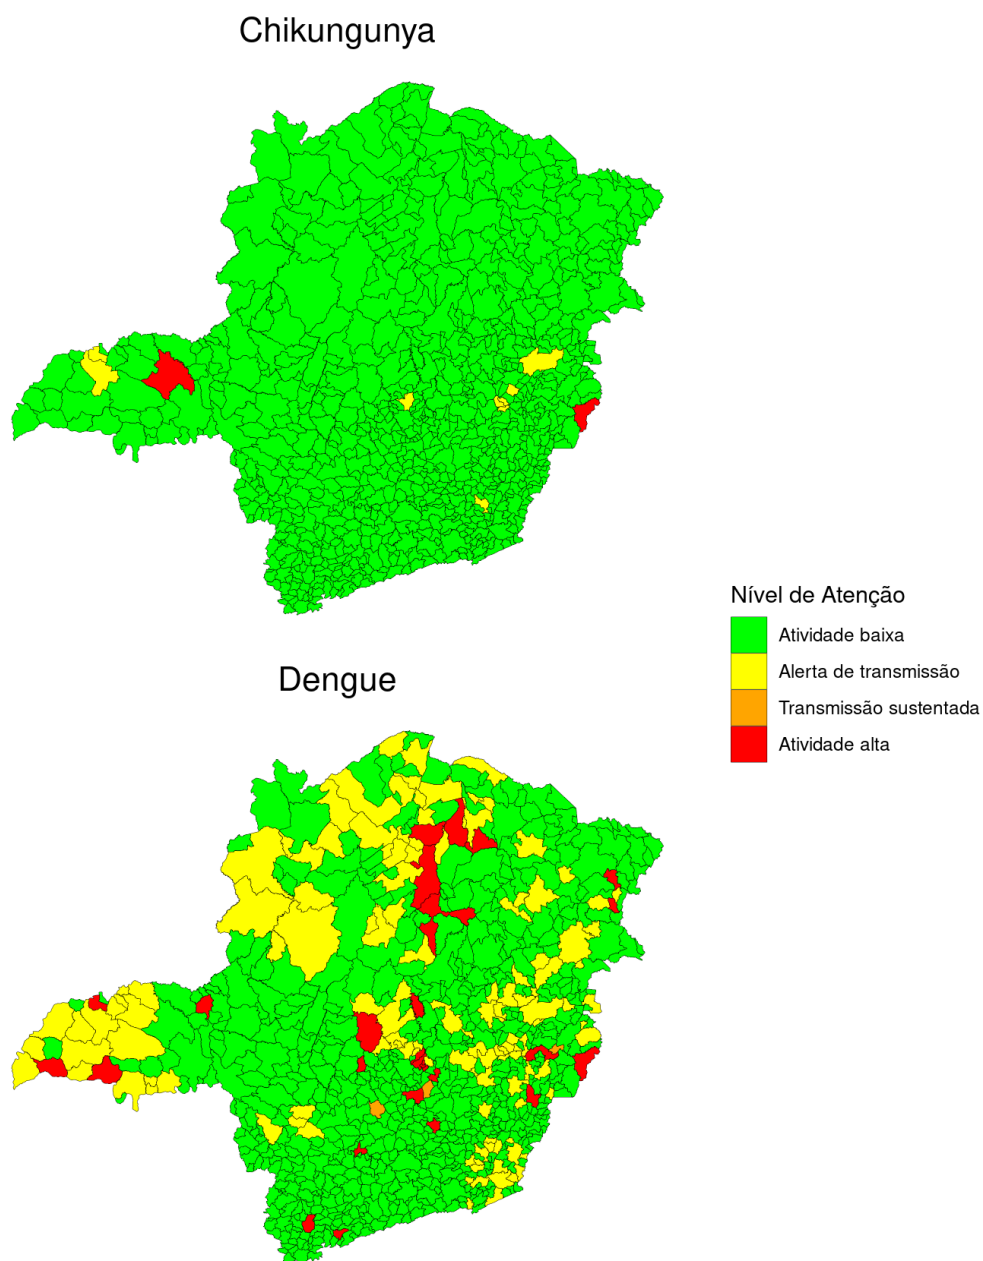 Chikungunya
Nível de Atenção
Atividade baixa
Alerta de transmissão
Transmissão sustentada
Atividade alta
Dengue